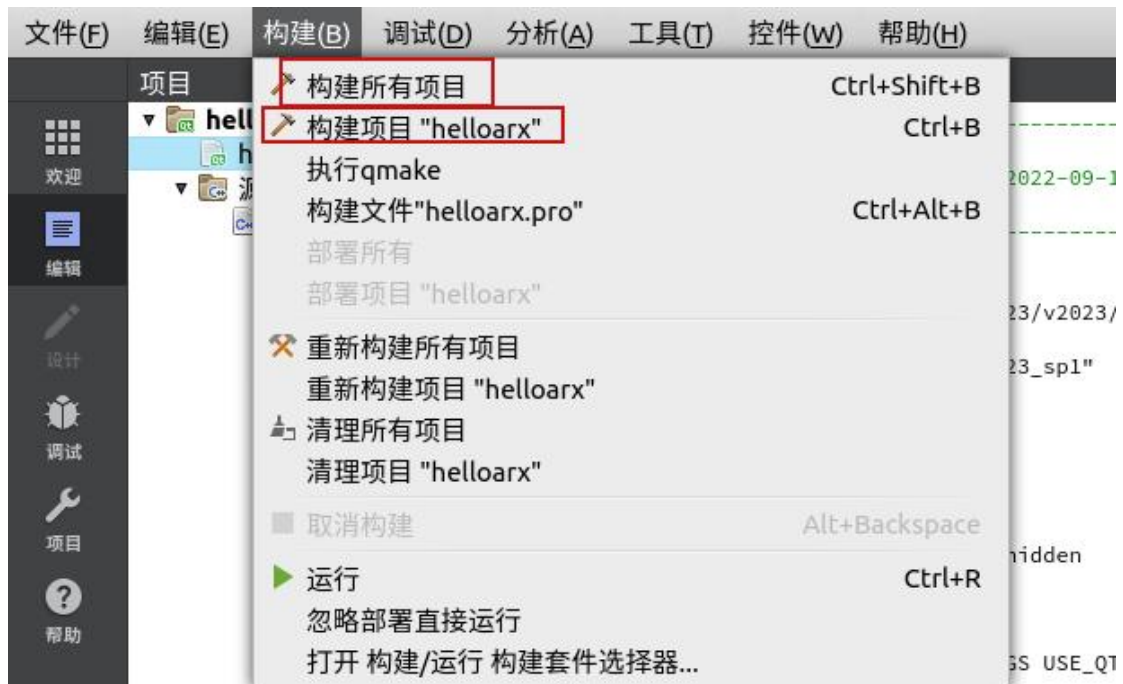 文件(F) 编辑(E) 构建(B) 调试(D) 分析(A) 工具(T) 控件(W) 帮助(H)
项目
构建所有项目 Ctrl+Shift+B
hell
构建项目 "helloarx" Ctrl+B
h
执行qmake
欢迎
2022-09-1
源
构建文件"helloarx.pro" Ctrl+Alt+B
部署所有
编辑
部署项目 "helloarx"
23/v2023/
重新构建所有项目
设计
23_sp1"
重新构建项目 "helloarx"
清理所有项目
调试
清理项目 "helloarx"
取消构建 Alt+Backspace
项目
hidden
运行 Ctrl+R
忽略部署直接运行
帮助
打开 构建/运行 构建套件选择器...
GS USE_QT